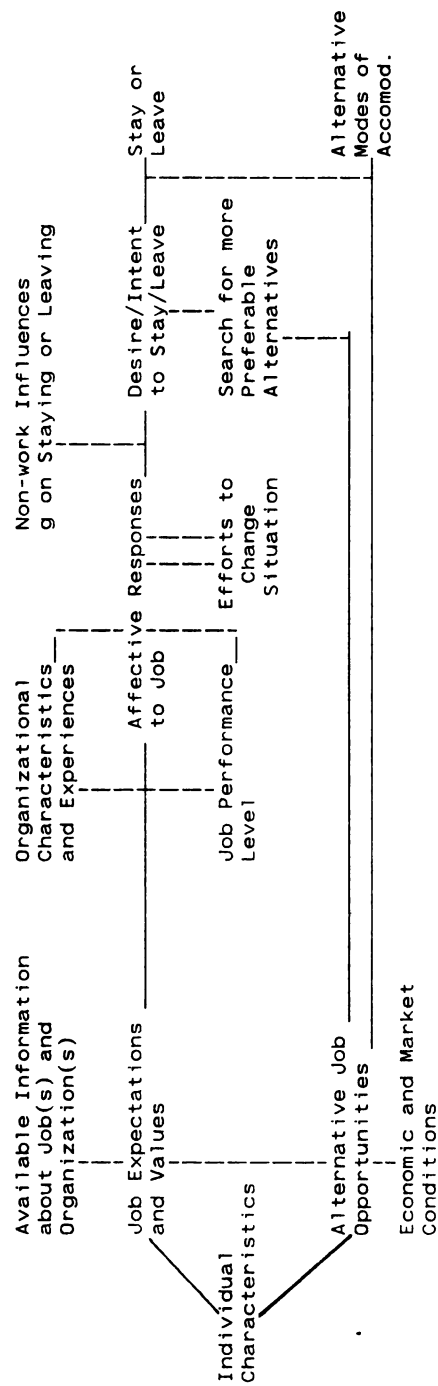 Available Information
about Job(s) and
Organization(s)
Organizational
Characteristics
and Experiences
Non-work Influences
g on Staying or Leaving
Job Expectations
and Values
Affective Responses
to Job
Desire/Intent
to Stay/Leave
Stay or
Leave
Individual
Characteristics
Job Performance
Level
Efforts to
Change
Situation
Search for more
Preferable
Alternatives
Alternative Job
Opportunities
Alternative
Modes of
Accomod.
Economic and Market
Conditions